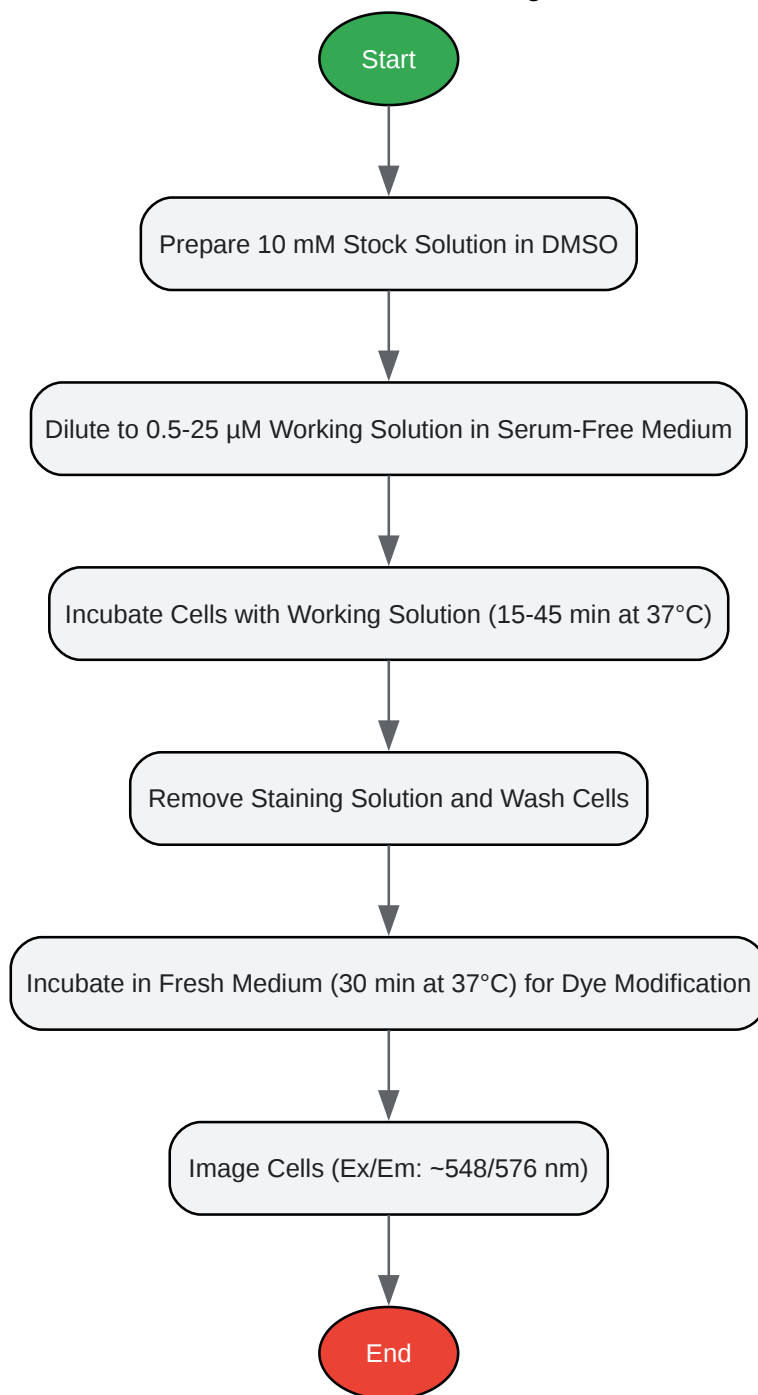 Start
Prepare 10 mM Stock Solution in DMSO
Dilute to 0.5-25 µM Working Solution in Serum-Free Medium
Incubate Cells with Working Solution (15-45 min at 37°C)
Remove Staining Solution and Wash Cells
Incubate in Fresh Medium (30 min at 37°C) for Dye Modification
Image Cells (Ex/Em: ~548/576 nm)
End